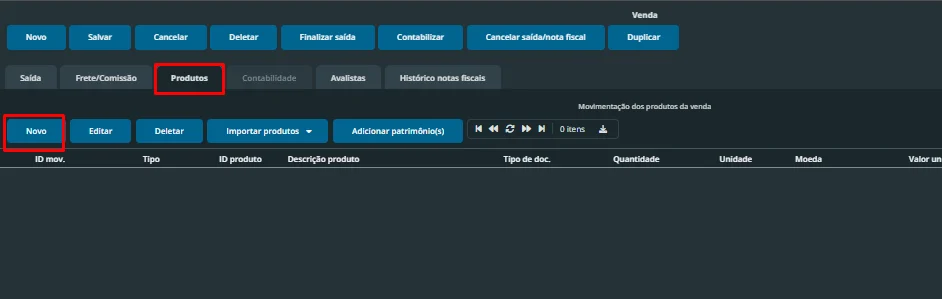 Venda
Novo Salvar Cancelar Deletar Finalizar saída Contabilizar Cancelar saída/nota fiscal Duplicar
Saída Frete/Comissão Produtos Contabilidade Avalistas Histórico notas fiscais
Movimentação dos produtos da venda
Novo Editar Deletar Importar produtos Adicionar patrimônio(s) 0 itens
ID mov. Tipo ID produto Descrição produto Tipo de doc. Quantidade Unidade Moeda Valor un